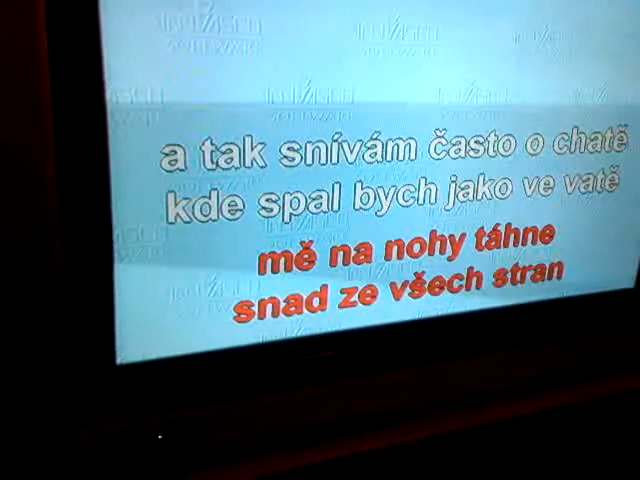 a tak snívám často o chatě
kde spal bych jako ve vatě
mě na nohy táhne
snad ze všech stran